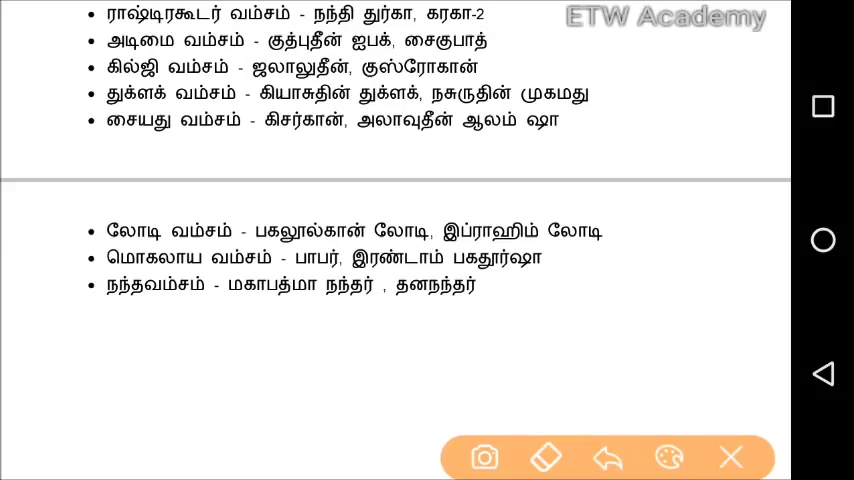 ETW Academy
• ராஷ்டிரகூடர் வம்சம் - நந்தி துர்கா, கரகா-2
• அடிமை வம்சம் - குத்புதீன் ஐபக், சைகுபாத்
• கில்ஜி வம்சம் - ஜலாலுதீன், குஸ்ரோகான்
• துக்ளக் வம்சம் - கியாசுதின் துக்ளக், நசுருதின் முகமது
• சையது வம்சம் - கிசர்கான், அலாவுதீன் ஆலம் ஷா
• லோடி வம்சம் - பகலூல்கான் லோடி, இப்ராஹிம் லோடி
• மொகலாய வம்சம் - பாபர், இரண்டாம் பகதூர்ஷா
• நந்தவம்சம் - மகாபத்மா நந்தர் , தனநந்தர்